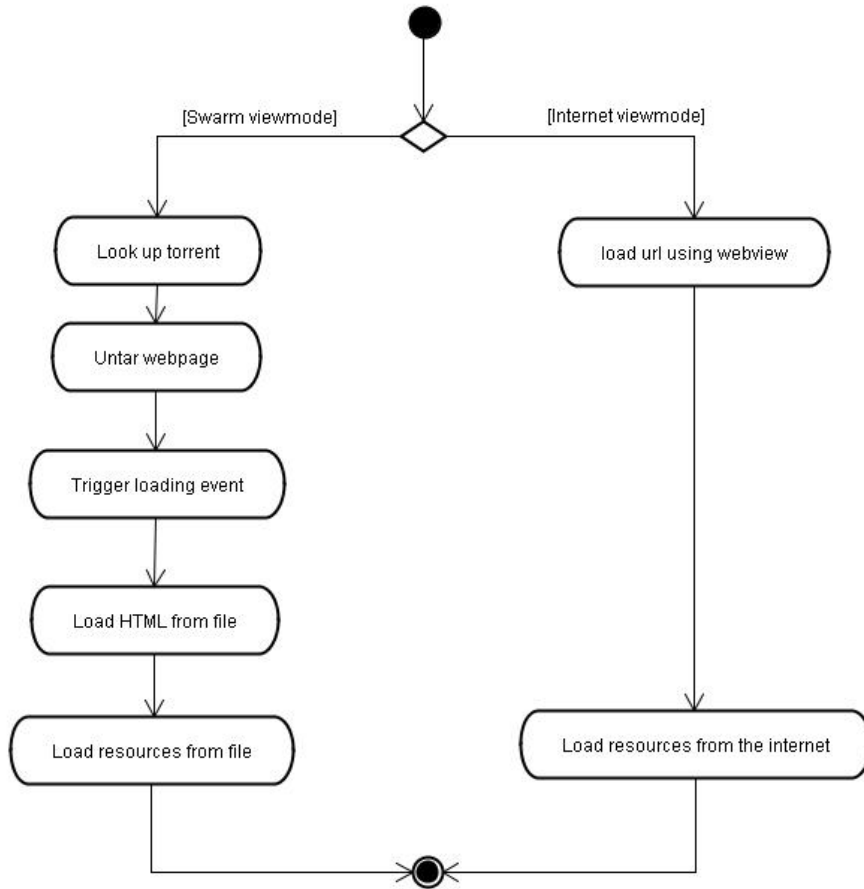 [Swarm viewmode]
[Internet viewmode]
Look up torrent
load url using webview
Untar webpage
Trigger loading event
Load HTML from file
Load resources from file
Load resources from the internet